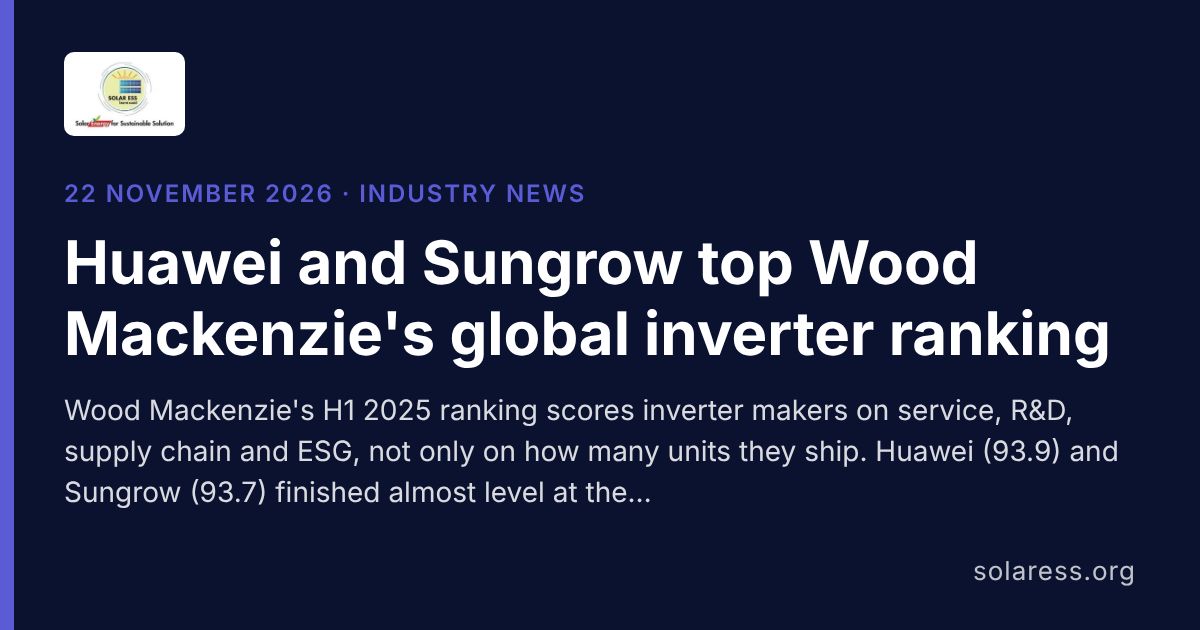 SOLAR ESS
Solar Energy for Sustainable Solution
22 NOVEMBER 2026 · INDUSTRY NEWS
Huawei and Sungrow top Wood
Mackenzie's global inverter ranking
Wood Mackenzie's H1 2025 ranking scores inverter makers on service, R&D,
supply chain and ESG, not only on how many units they ship. Huawei (93.9) and
Sungrow (93.7) finished almost level at the...
solaress.org